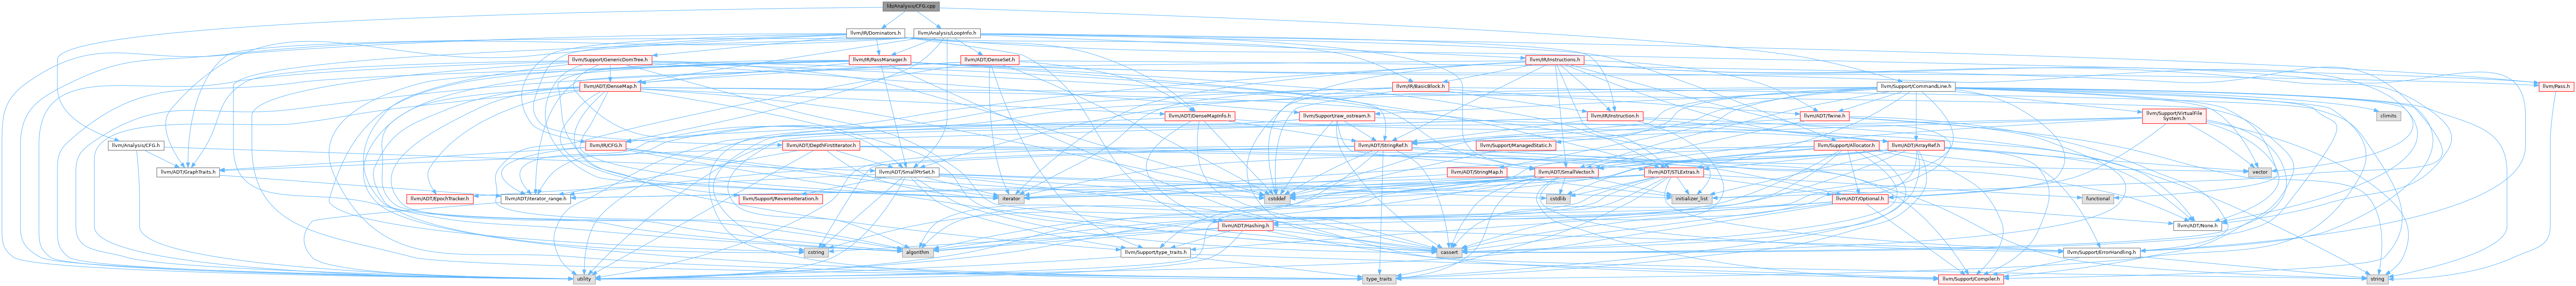 lib/Analysis/CFG.cpp
llvm/IR/Dominators.h
llvm/Analysis/LoopInfo.h
llvm/Support/GenericDomTree.h
llvm/IR/PassManager.h
llvm/ADT/DenseSet.h
llvm/IR/Instructions.h
llvm/ADT/DenseMap.h
llvm/IR/BasicBlock.h
llvm/Support/CommandLine.h
llvm/Pass.h
llvm/ADT/DenseMapInfo.h
llvm/Support/raw_ostream.h
llvm/IR/Instruction.h
llvm/ADT/Twine.h
llvm/Support/VirtualFile
System.h
climits
llvm/Analysis/CFG.h
llvm/IR/CFG.h
llvm/ADT/DepthFirstIterator.h
llvm/ADT/StringRef.h
llvm/Support/ManagedStatic.h
llvm/Support/Allocator.h
llvm/ADT/ArrayRef.h
llvm/ADT/GraphTraits.h
llvm/ADT/SmallPtrSet.h
llvm/ADT/StringMap.h
llvm/ADT/SmallVector.h
llvm/ADT/STLExtras.h
vector
llvm/ADT/EpochTracker.h
llvm/ADT/iterator_range.h
llvm/Support/ReverseIteration.h
iterator
cstddef
cstdlib
initializer_list
llvm/ADT/Optional.h
functional
llvm/ADT/Hashing.h
llvm/ADT/None.h
cstring
algorithm
llvm/Support/type_traits.h
cassert
llvm/Support/ErrorHandling.h
utility
type_traits
llvm/Support/Compiler.h
string